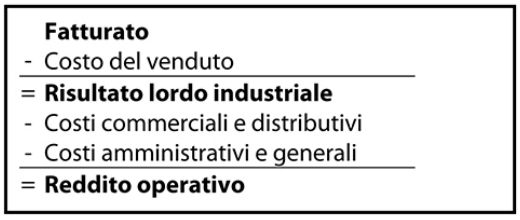 Fatturato
- Costo del venduto
= Risultato lordo industriale
- Costi commerciali e distributivi
- Costi amministrativi e generali
= Reddito operativo